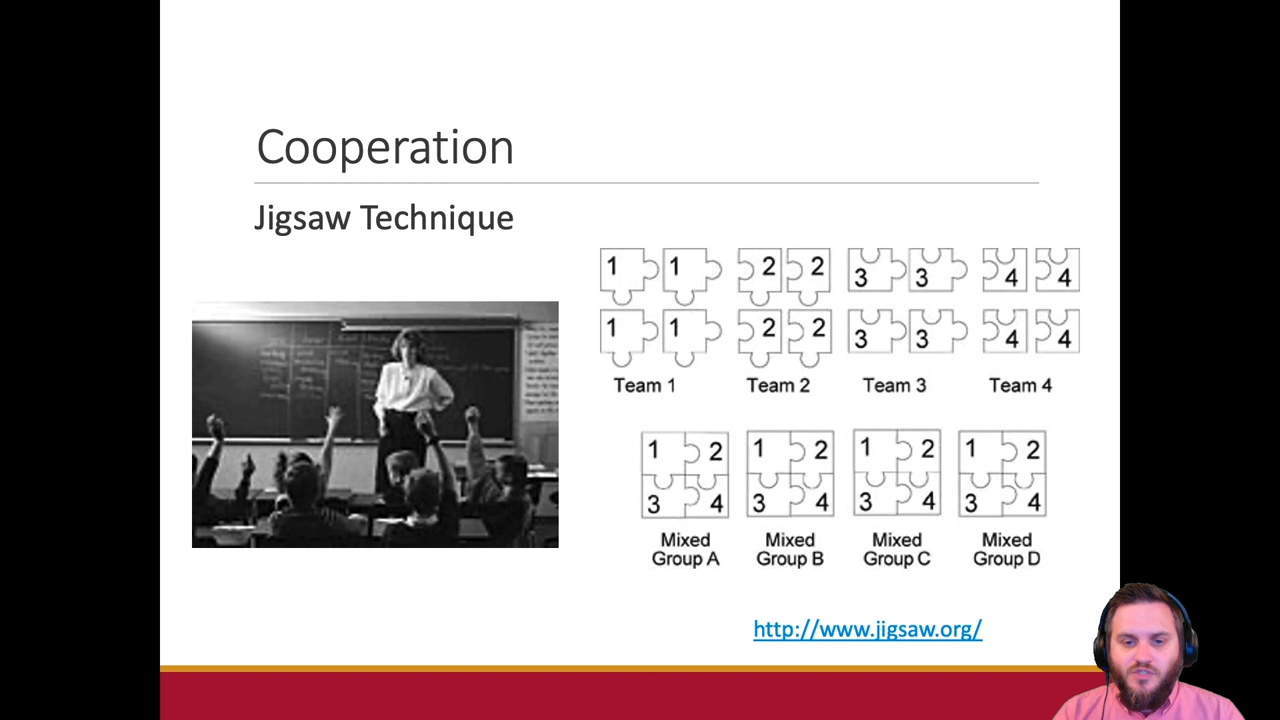 Cooperation
Jigsaw Technique
1 1 2 2 3 3 4 4
1 1 2 2 3 3 4 4
Team 1 Team 2 Team 3 Team 4
1 2 1 2 1 2 1 2
3 4 3 4 3 4 3 4
Mixed Mixed Mixed Mixed
Group A Group B Group C Group D
http://www.jigsaw.org/